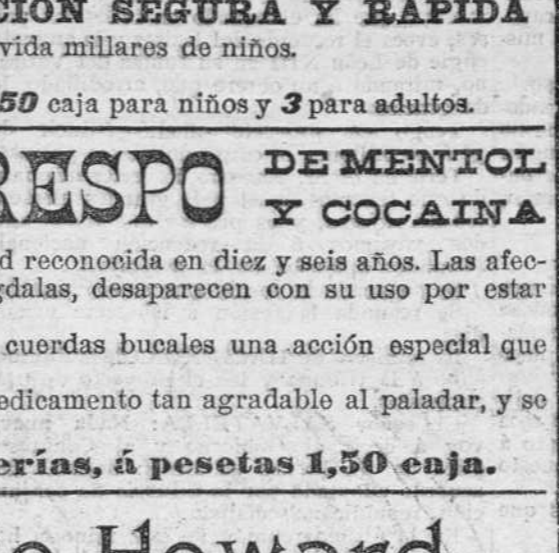 CION SEGURA Y RAPIDA
vida millares de niños.
50 caja para niños y 3 para adultos.
RESPO DE MENTOL
Y COCAINA
d reconocida en diez y seis años. Las afec-
gdalas, desaparecen con su uso por estar
cuerdas bucales una acción especial que
edicamento tan agradable al paladar, y se
erías, á pesetas 1,50 caja.
o Howard